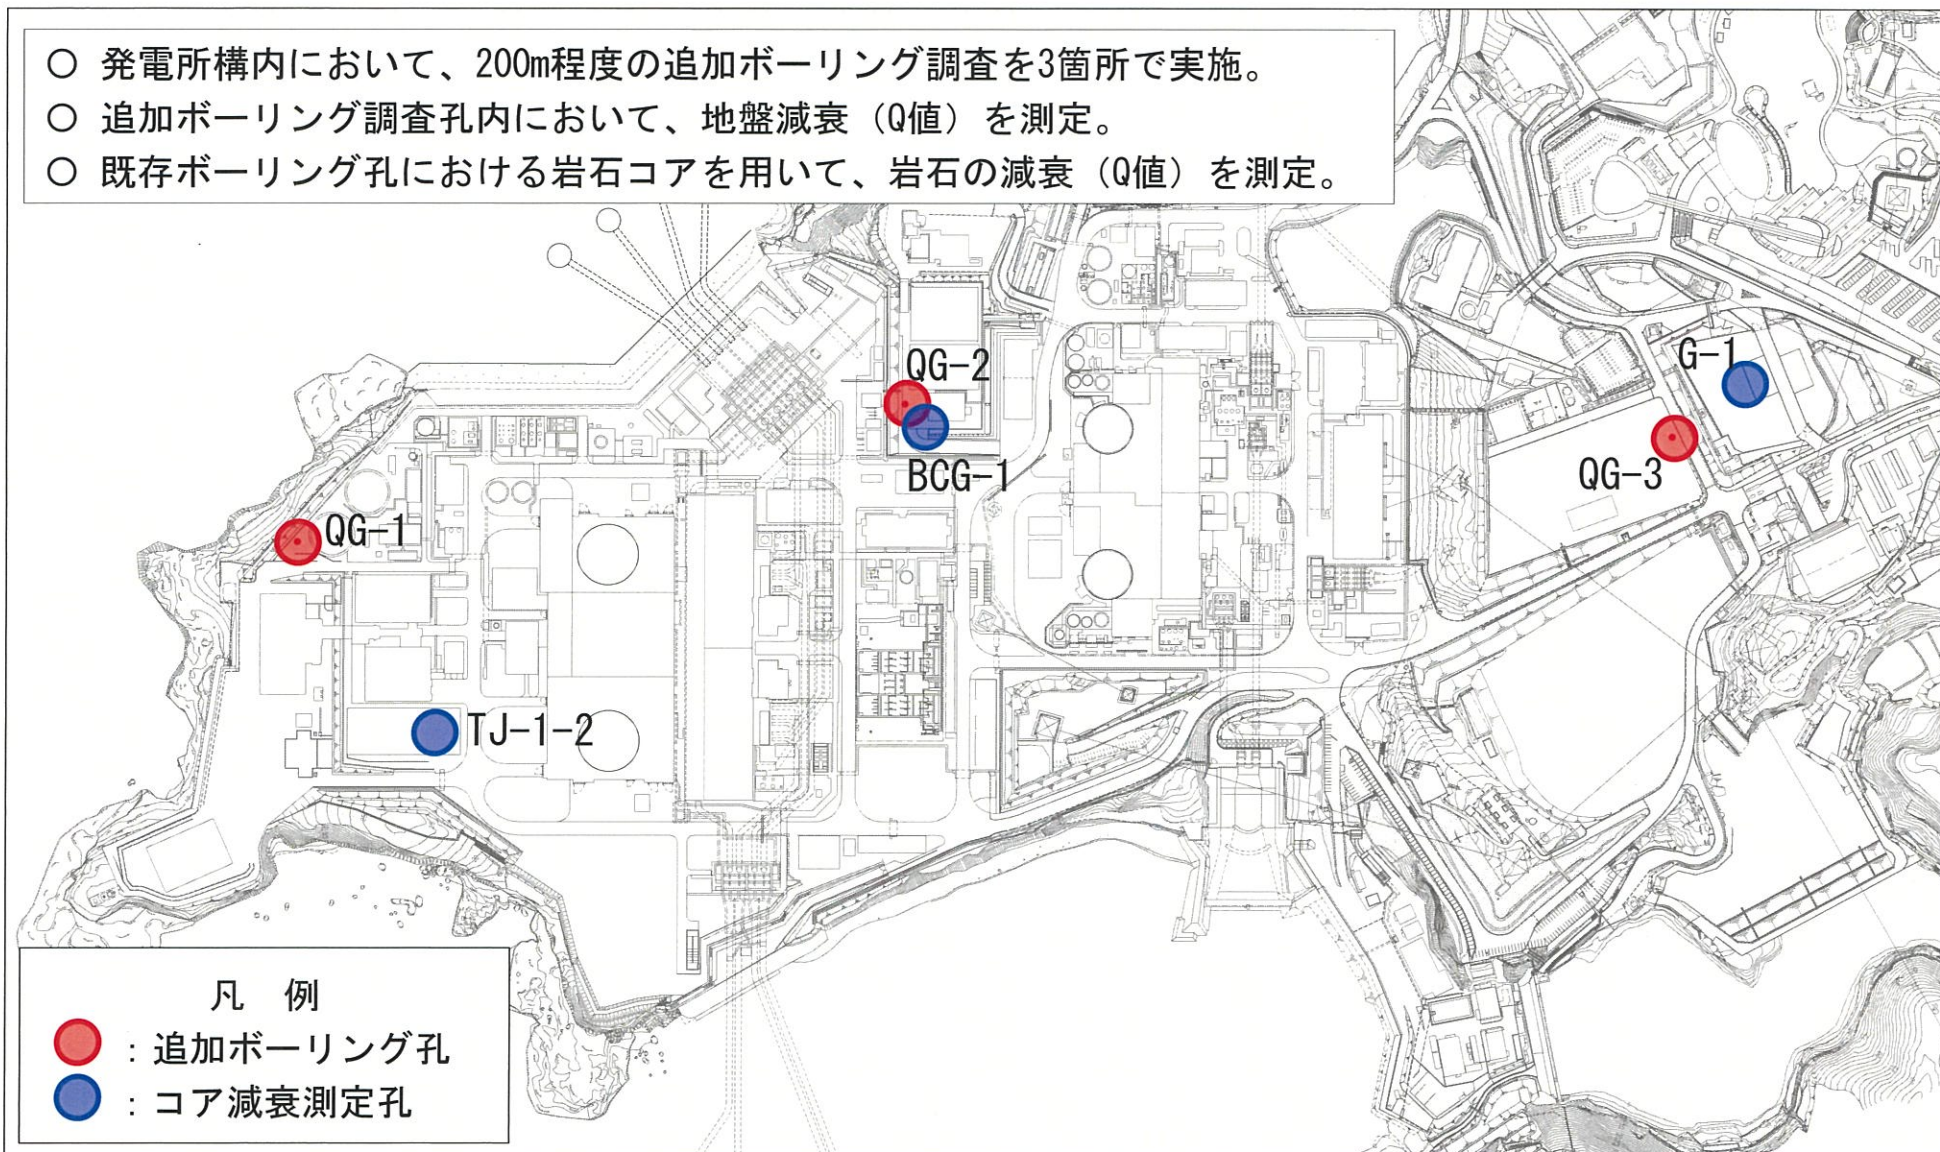 ○ 発電所構内において、200m程度の追加ボーリング調査を3箇所で実施。
○ 追加ボーリング調査孔内において、地盤減衰（Q値）を測定。
○ 既存ボーリング孔における岩石コアを用いて、岩石の減衰（Q値）を測定。
QG-2
G-1
BCG-1
QG-3
QG-1
TJ-1-2
凡 例
：追加ボーリング孔
：コア減衰測定孔